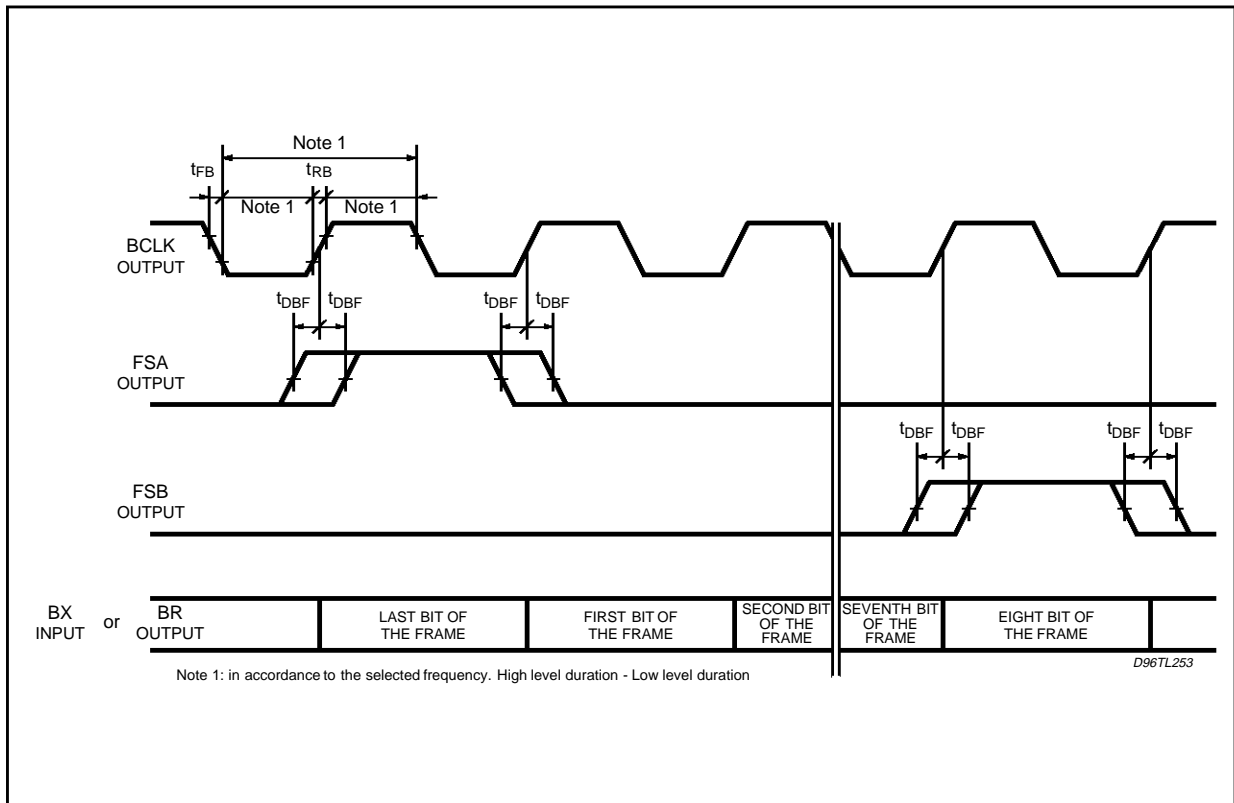 Note 1
tFB
tRB
Note 1
Note 1
BCLK
OUTPUT
tDBF
tDBF
tDBF
tDBF
FSA
OUTPUT
tDBF
tDBF
tDBF
tDBF
FSB
OUTPUT
BX
INPUT
or
BR
OUTPUT
LAST BIT OF
THE FRAME
FIRST BIT OF
THE FRAME
SECOND BIT
OF THE
FRAME
SEVENTH BIT
OF THE
FRAME
EIGHT BIT OF
THE FRAME
D96TL253
Note 1: in accordance to the selected frequency. High level duration - Low level duration